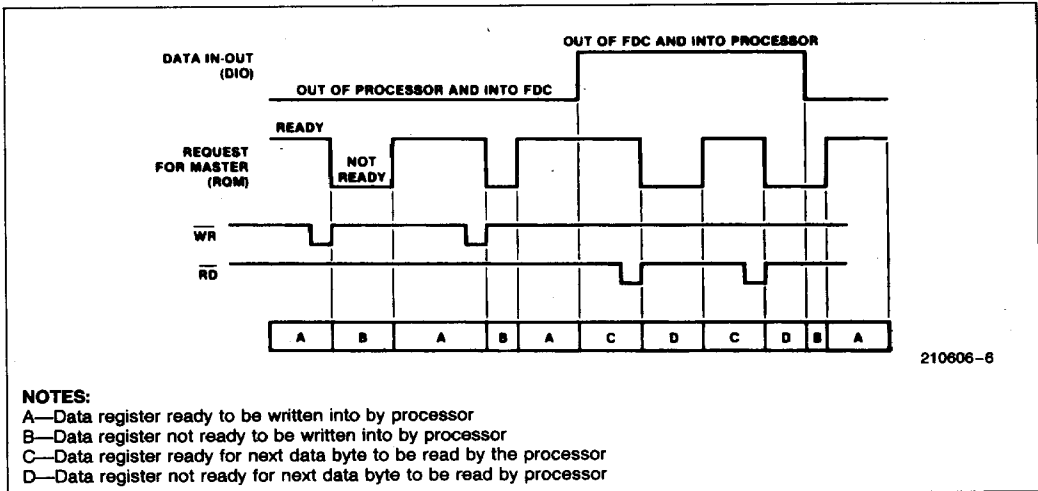 OUT OF FDC AND INTO PROCESSOR
DATA IN-OUT
(DIO)
OUT OF PROCESSOR AND INTO FDC
READY
REQUEST
FOR MASTER
(RQM)
NOT
READY
WR
RD
A B A B A C D C D B A
210606-6
NOTES:
A—Data register ready to be written into by processor
B—Data register not ready to be written into by processor
C—Data register ready for next data byte to be read by the processor
D—Data register not ready for next data byte to be read by processor